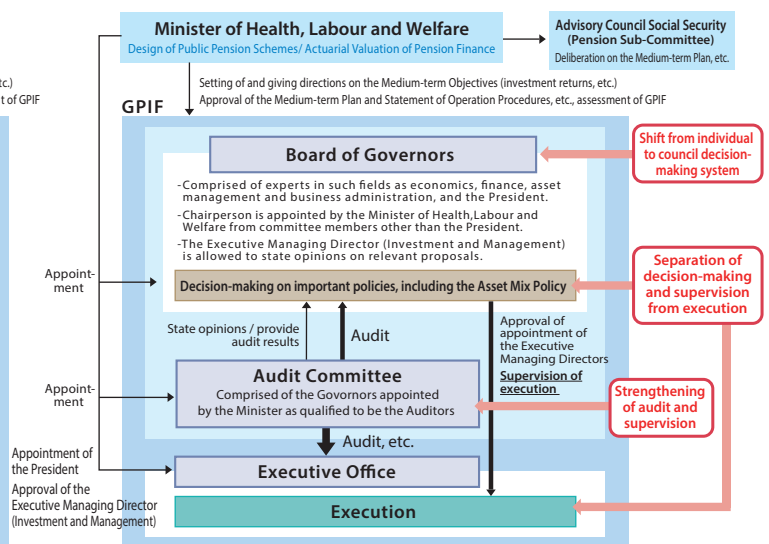 Minister of Health, Labour and Welfare
Design of Public Pension Schemes/ Actuarial Valuation of Pension Finance
Advisory Council Social Security
(Pension Sub-Committee)
Deliberation on the Medium-term Plan, etc.
tc.)
t of GPIF
Setting of and giving directions on the Medium-term Objectives (investment returns, etc.)
Approval of the Medium-term Plan and Statement of Operation Procedures, etc., assessment of GPIF
GPIF
Board of Governors
Shift from individual
to council decision-
making system
-Comprised of experts in such fields as economics, finance, asset
management and business administration, and the President.
-Chairperson is appointed by the Minister of Health,Labour and
Welfare from committee members other than the President.
-The Executive Managing Director (Investment and Management)
is allowed to state opinions on relevant proposals.
Appoint-
ment
Decision-making on important policies, including the Asset Mix Policy
Separation of
decision-making
and supervision
from execution
State opinions / provide
audit results
Audit
Approval of
appointment of
the Executive
Managing Directors
Supervision of
execution
Appoint-
ment
Audit Committee
Comprised of the Governors appointed
by the Minister as qualified to be the Auditors
Strengthening
of audit and
supervision
Audit, etc.
Appointment of
the President
Approval of the
Executive Managing Director
(Investment and Management)
Executive Office
Execution